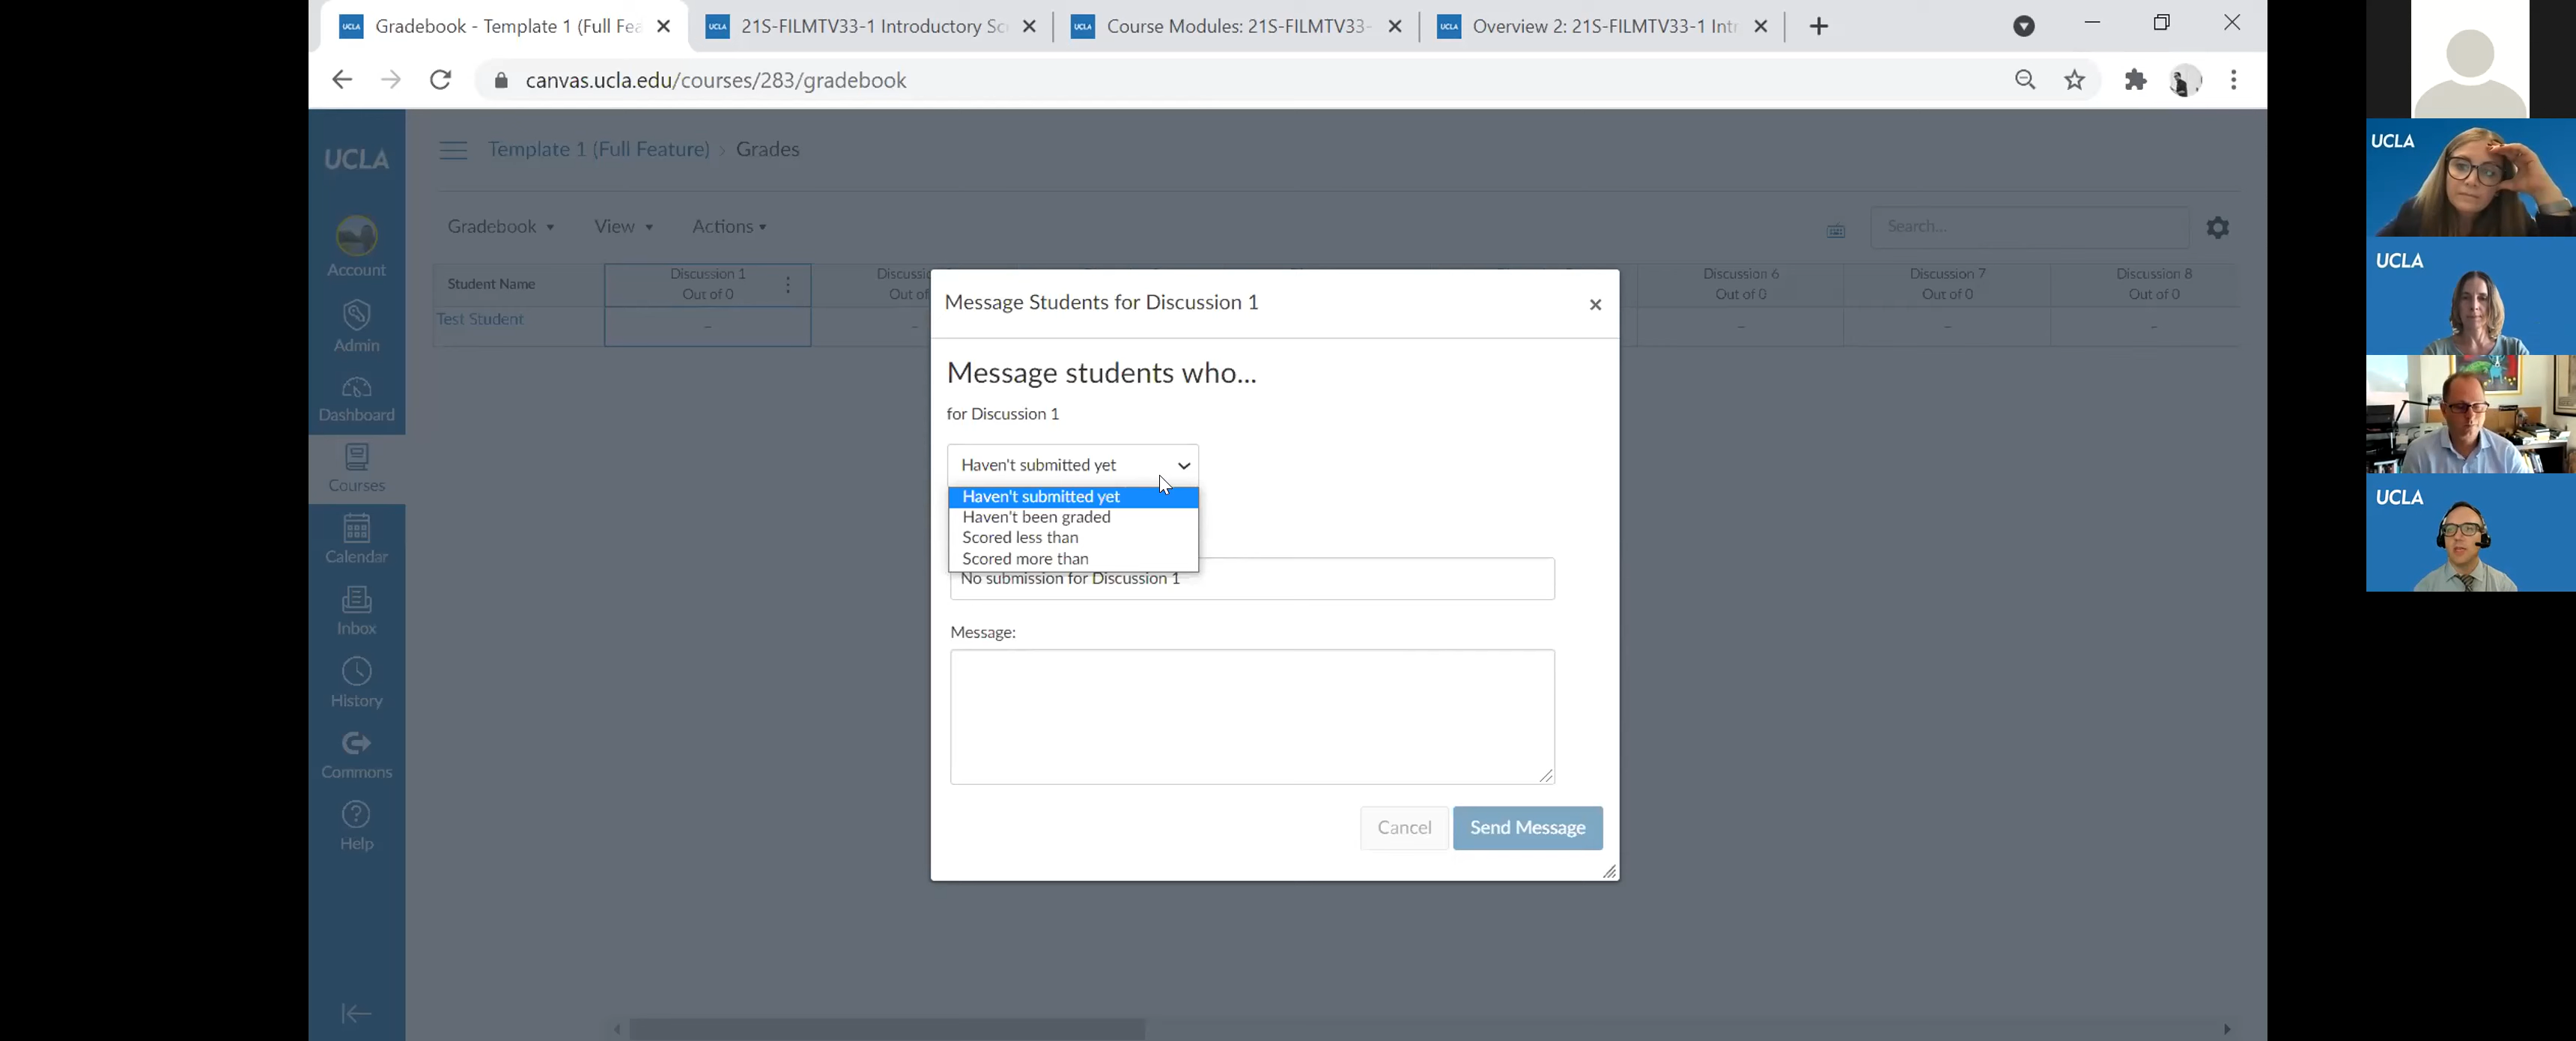 Gradebook - Template 1 (Full Fea
21S-FILMTV33-1 Introductory Sc
Course Modules: 21S-FILMTV33-
Overview 2: 21S-FILMTV33-1 Int
canvas.ucla.edu/courses/283/gradebook
UCLA
Template 1 (Full Feature) › Grades
Account
Admin
Dashboard
Courses
Calendar
Inbox
History
Commons
Help
Gradebook View Actions
Search...
Student Name
Discussion 1
Out of 0
Discussi
Out of
Discussion 6
Out of 0
Discussion 7
Out of 0
Discussion 8
Out of 0
Test Student
– – – – –
Message Students for Discussion 1
Message students who...
for Discussion 1
Haven't submitted yet
Haven't submitted yet
Haven't been graded
Scored less than
Scored more than
No submission for Discussion 1
Message:
Cancel Send Message
UCLA
UCLA
UCLA